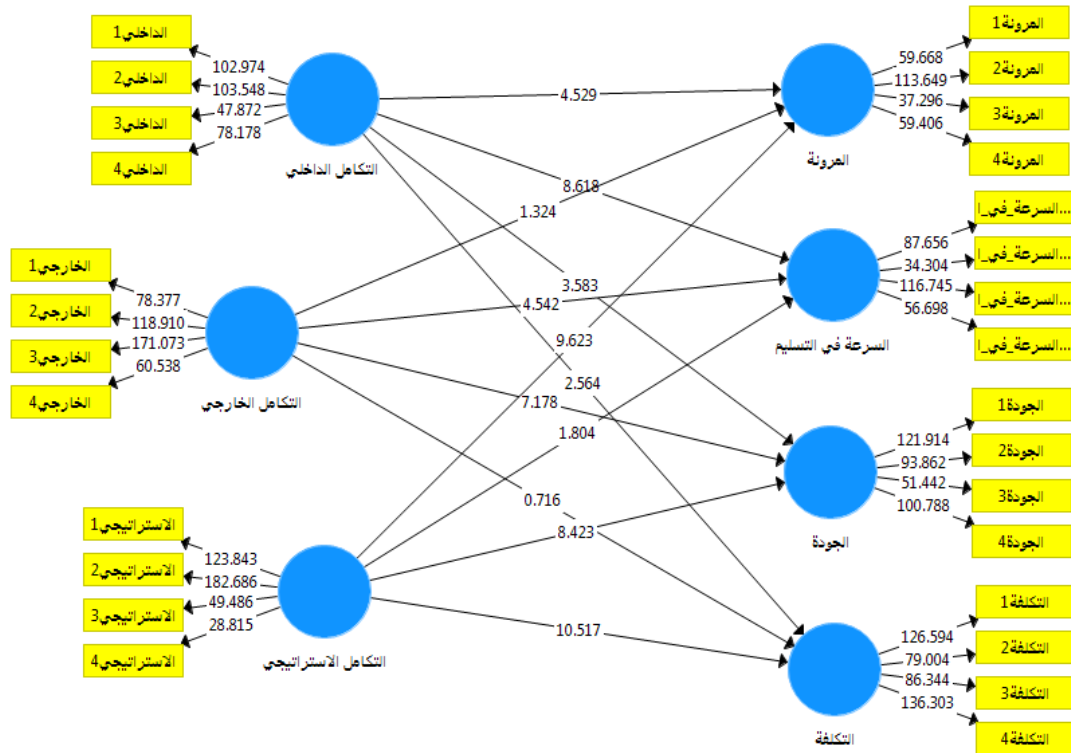 الداخلي1
الداخلي2
الداخلي3
الداخلي4
102.974
103.548
47.872
78.178
التكامل الداخلي
الخارجي1
الخارجي2
الخارجي3
الخارجي4
78.377
118.910
171.073
60.538
التكامل الخارجي
الاستراتيجي1
الاستراتيجي2
الاستراتيجي3
الاستراتيجي4
123.843
182.686
49.486
28.815
التكامل الاستراتيجي
4.529
8.618
1.324
3.583
4.542
9.623
2.564
7.178
1.804
0.716
8.423
10.517
المرونة
59.668
113.649
37.296
59.406
المرونة1
المرونة2
المرونة3
المرونة4
السرعة في التسليم
87.656
34.304
116.745
56.698
السرعة_في_ا...
السرعة_في_ا...
السرعة_في_ا...
السرعة_في_ا...
الجودة
121.914
93.862
51.442
100.788
الجودة1
الجودة2
الجودة3
الجودة4
التكلفة
126.594
79.004
86.344
136.303
التكلفة1
التكلفة2
التكلفة3
التكلفة4